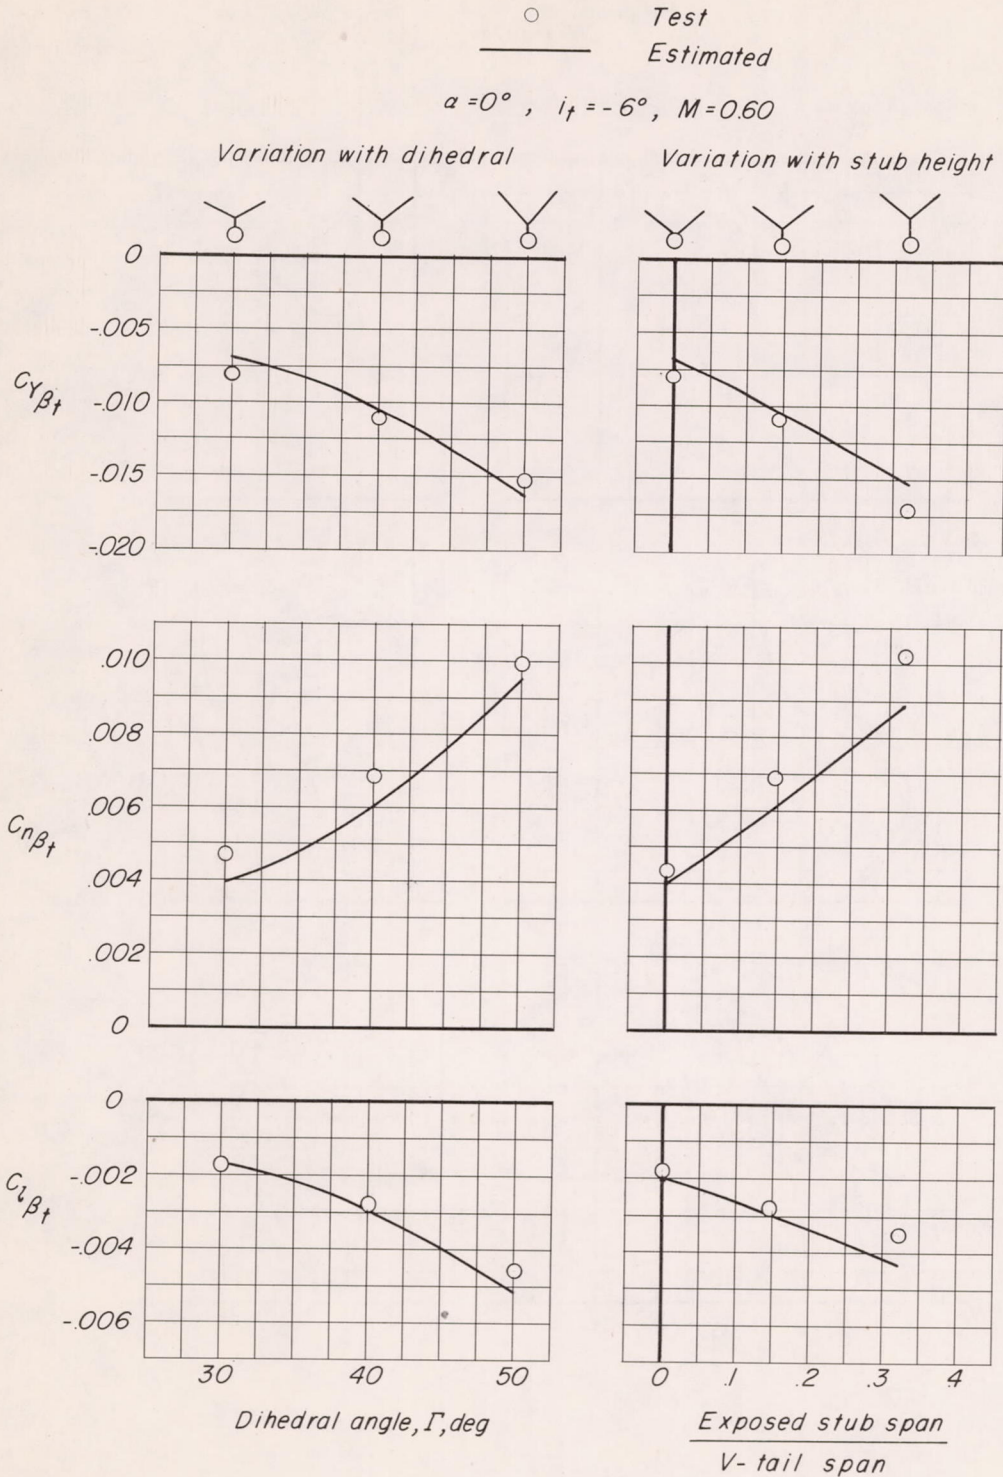 Test
Estimated
α = 0° , i_t = -6° , M = 0.60
Variation with dihedral
Variation with stub height
0
-.005
-.010
-.015
-.020
C_Yβt
.010
.008
.006
.004
.002
0
C_nβt
0
-.002
-.004
-.006
C_lβt
30 40 50
0 .1 .2 .3 .4
Dihedral angle, Γ, deg
Exposed stub span
V- tail span